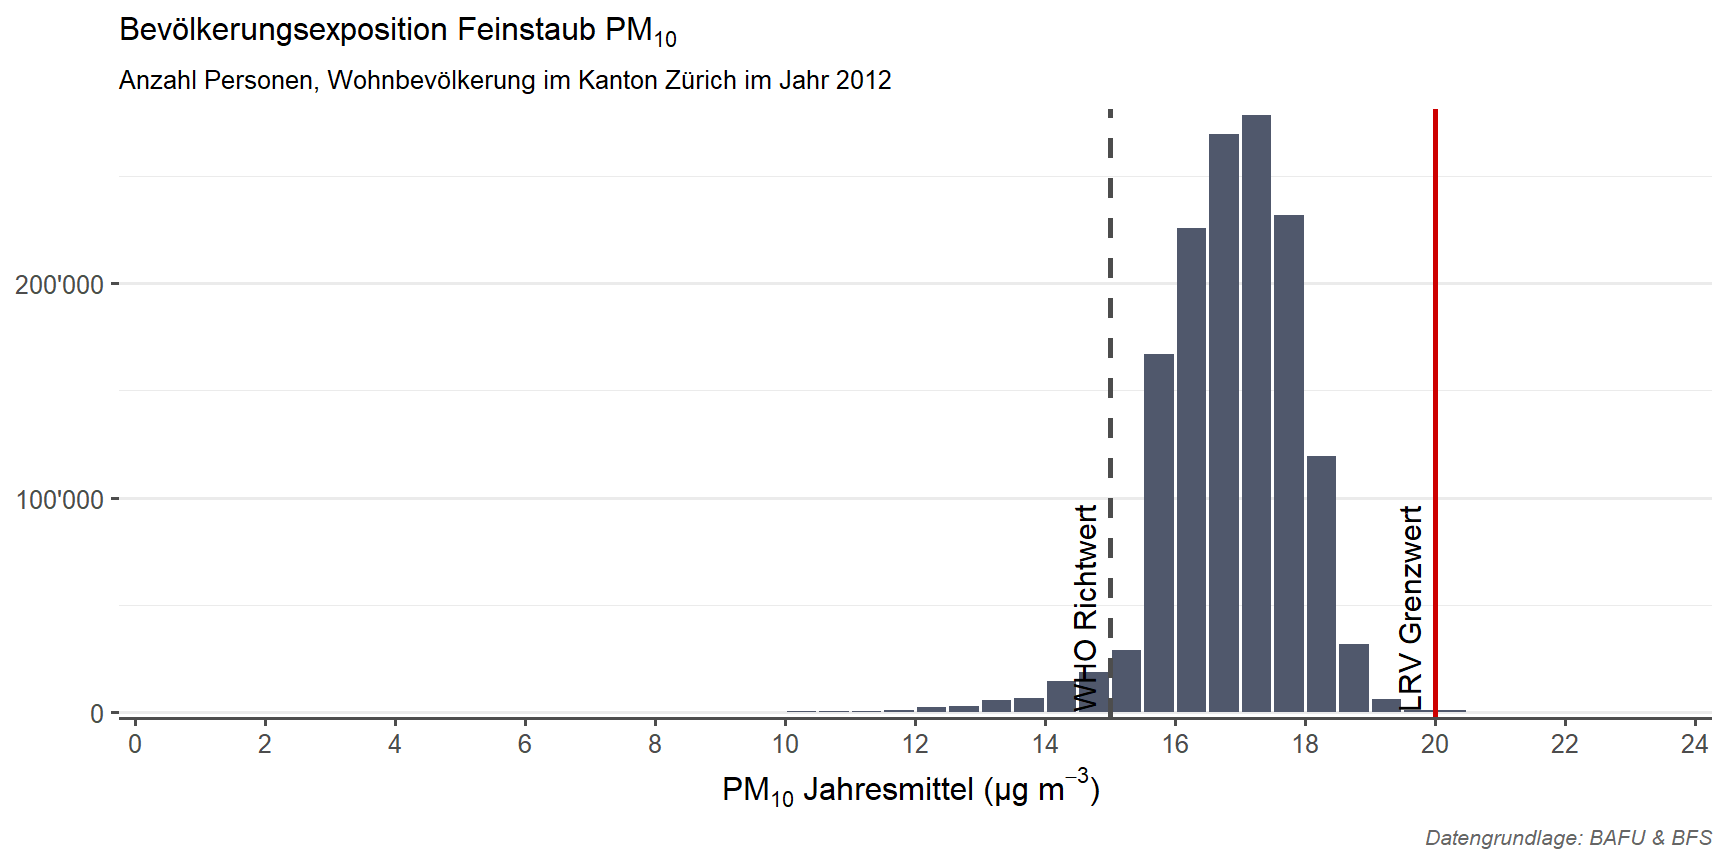 Bevölkerungsexposition Feinstaub PM₁₀
Anzahl Personen, Wohnbevölkerung im Kanton Zürich im Jahr 2012
200'000
100'000
0
WHO Richtwert
LRV Grenzwert
0 2 4 6 8 10 12 14 16 18 20 22 24
PM₁₀ Jahresmittel (µg m⁻³)
Datengrundlage: BAFU & BFS